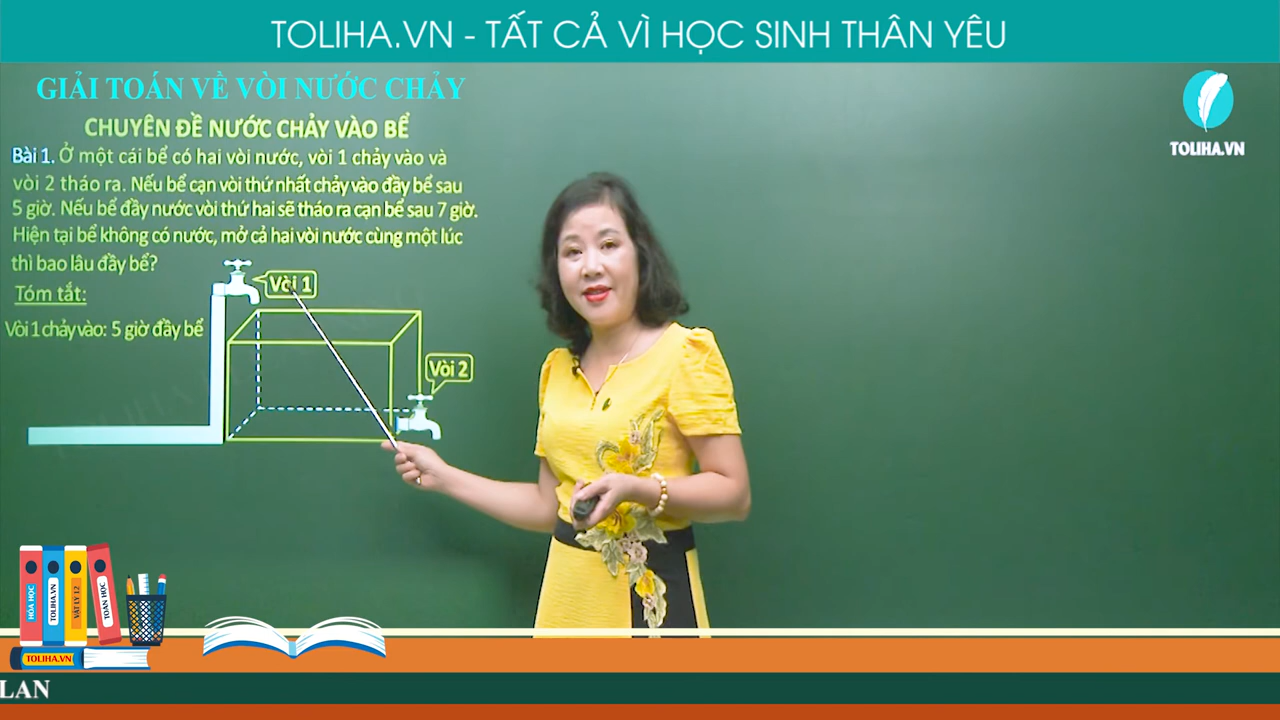 TOLIHA.VN - TẤT CẢ VÌ HỌC SINH THÂN YÊU
GIẢI TOÁN VỀ VÒI NƯỚC CHẢY
CHUYÊN ĐỀ NƯỚC CHẢY VÀO BỂ
Bài 1. Ở một cái bể có hai vòi nước, vòi 1 chảy vào và
vòi 2 tháo ra. Nếu bể cạn vòi thứ nhất chảy vào đầy bể sau
5 giờ. Nếu bể đầy nước vòi thứ hai sẽ tháo ra cạn bể sau 7 giờ.
Hiện tại bể không có nước, mở cả hai vòi nước cùng một lúc
thì bao lâu đầy bể?
Tóm tắt:
Vòi 1
Vòi 1 chảy vào: 5 giờ đầy bể
Vòi 2
TOLIHA.VN
HÓA HỌC
TOLIHA.VN
VẬT LÝ 12
TOÁN HỌC
TOLIHA.VN
LAN